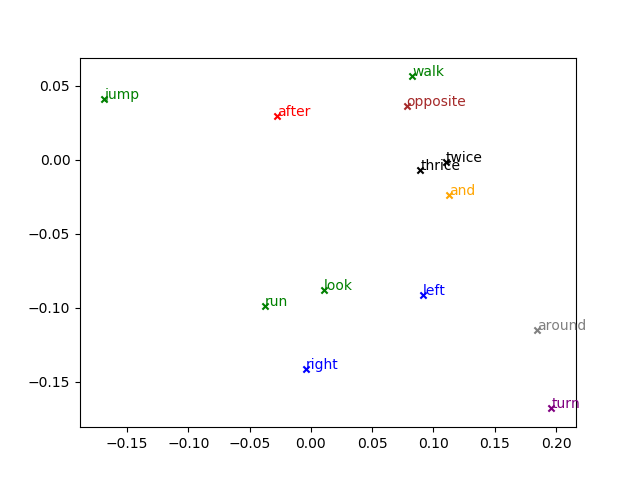 0.05
0.00
−0.05
−0.10
−0.15
walk
jump
opposite
after
twice
thrice
and
look
left
run
around
right
turn
−0.15 −0.10 −0.05 0.00 0.05 0.10 0.15 0.20